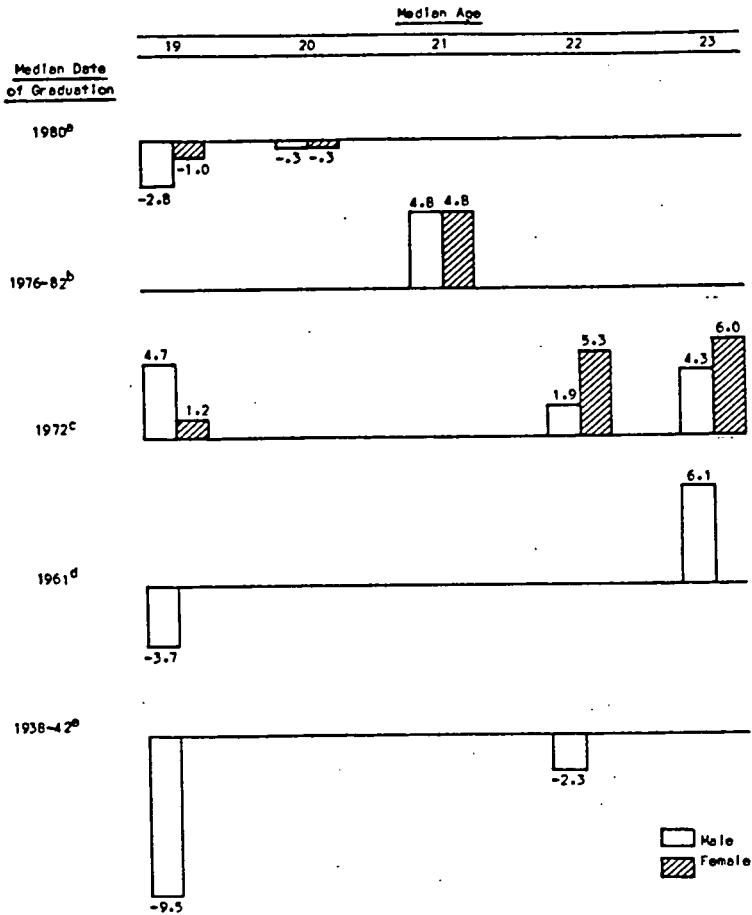 Median Age
19 20 21 22 23
Median Date
of Graduation
1980a
-2.8 -1.0 -.3 -.3
4.8 4.8
1976-82b
4.7 1.2 1.9 5.3 4.3 6.0
1972c
6.1
1961d
-3.7
1938-42e
-2.3
-9.5
Male
Female